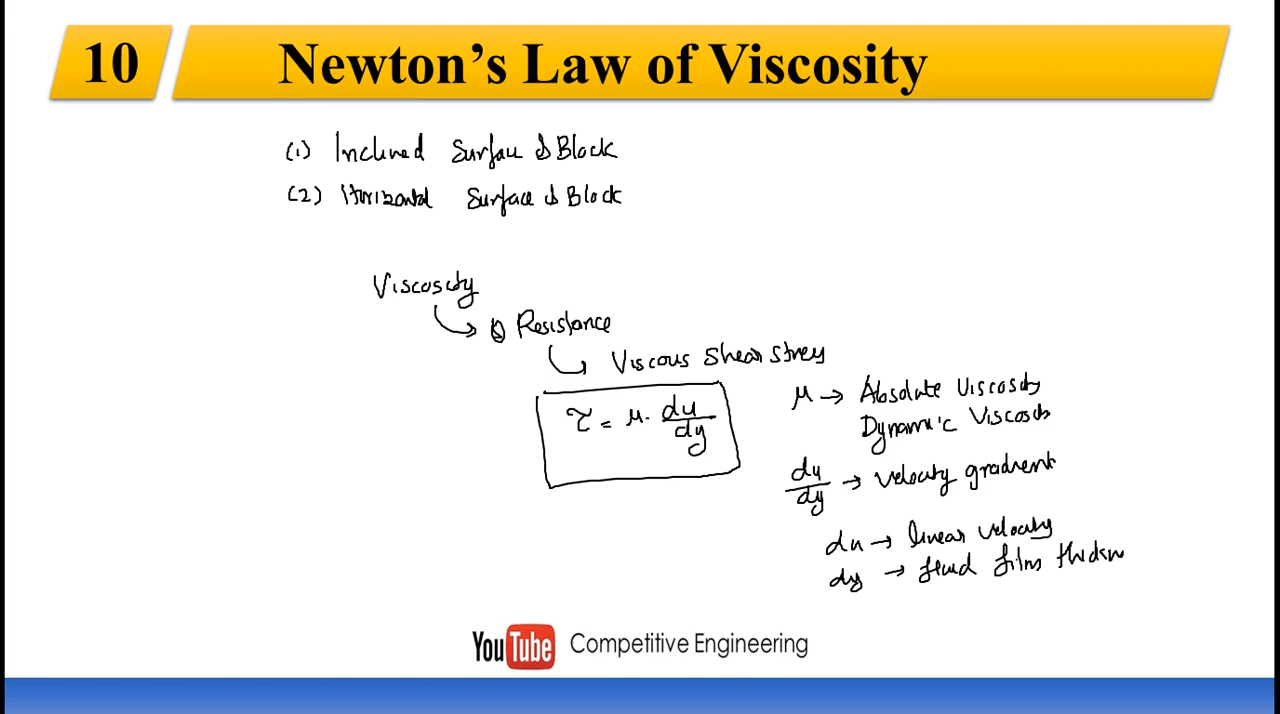 10 Newton's Law of Viscosity
(1) Inclined Surface & Block
(2) Horizontal Surface & Block
Viscosity
Resistance
Viscous Shear Stress
τ = μ. du/dy
μ → Absolute Viscosity
Dynamic Viscosity
du/dy → Velocity gradient
du → linear velocity
dy → fluid film thickness
YouTube Competitive Engineering